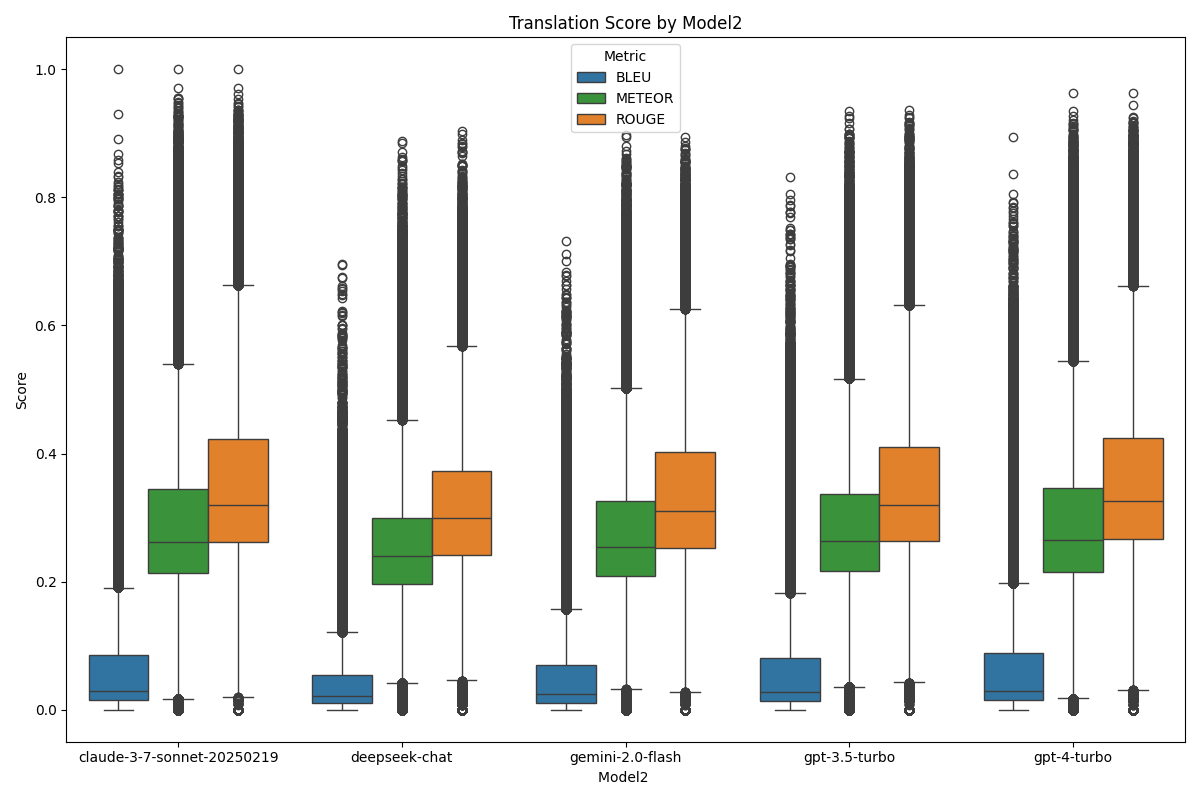 Translation Score by Model2
Metric
BLEU
METEOR
ROUGE
Score
1.0
0.8
0.6
0.4
0.2
0.0
claude-3-7-sonnet-20250219
deepseek-chat
gemini-2.0-flash
gpt-3.5-turbo
gpt-4-turbo
Model2